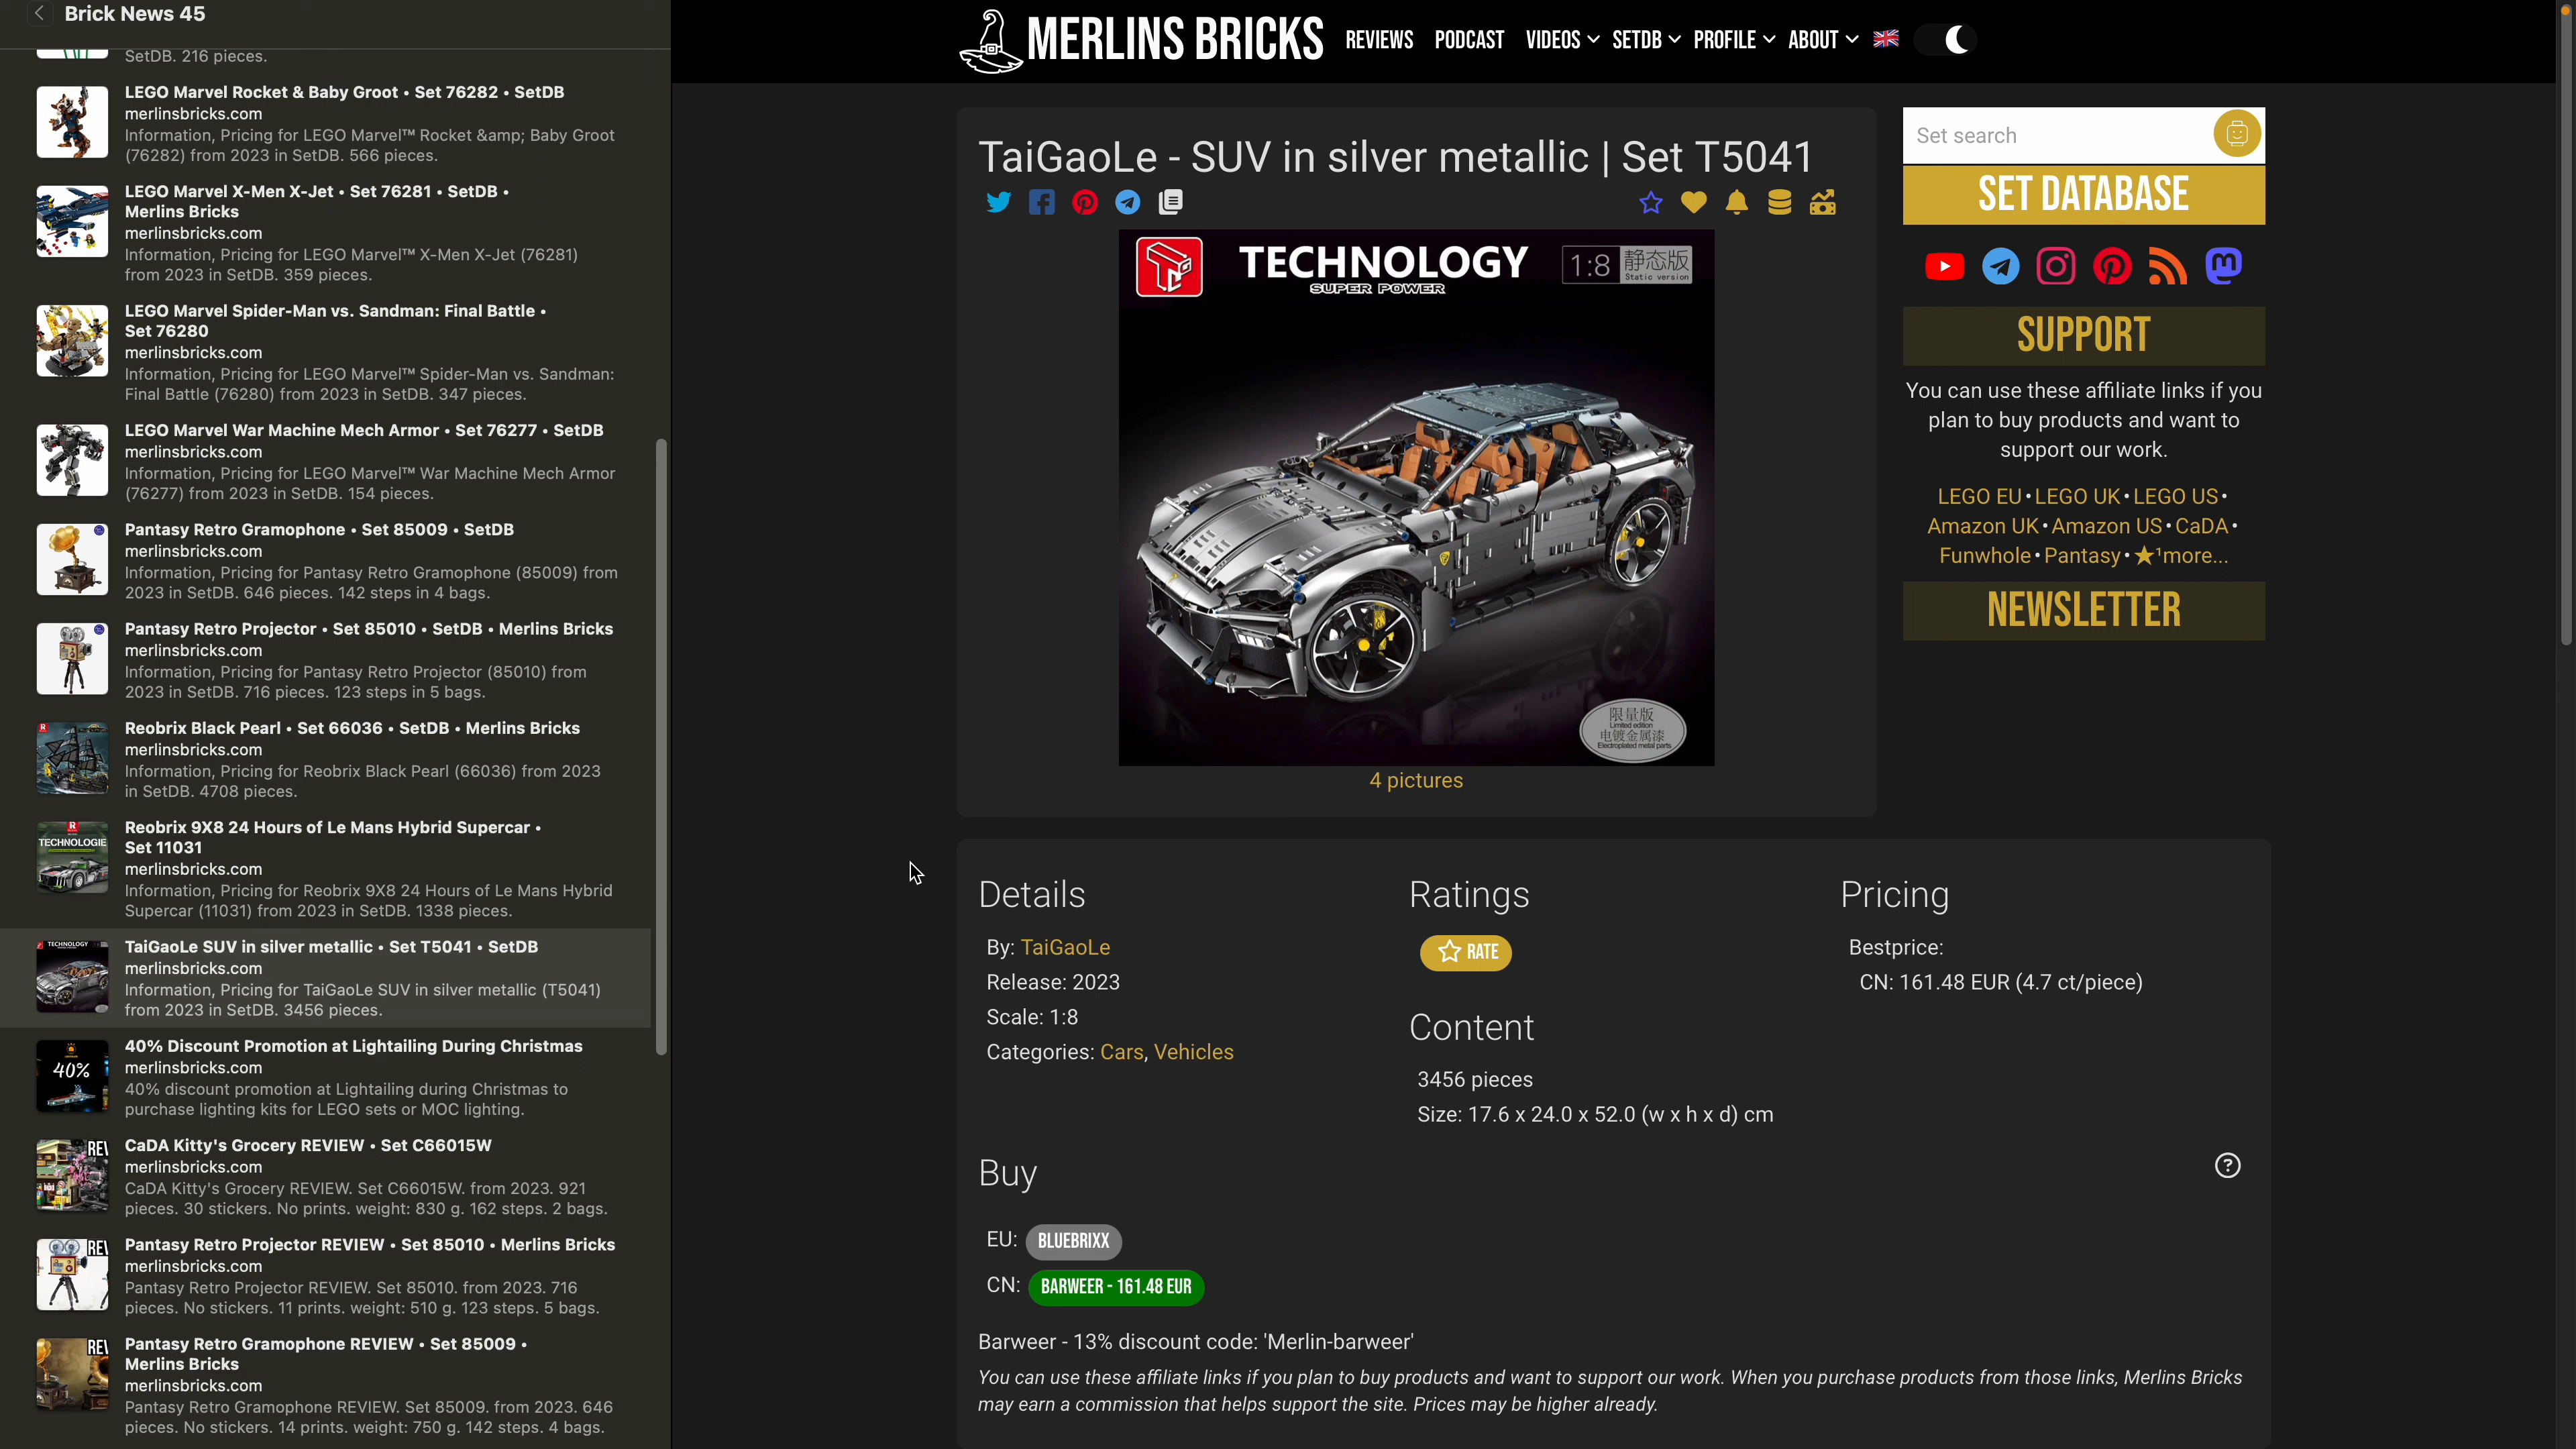 Brick News 45
SetDB. 216 pieces.
LEGO Marvel Rocket & Baby Groot • Set 76282 • SetDB
merlinsbricks.com
Information, Pricing for LEGO Marvel™ Rocket &amp; Baby Groot
(76282) from 2023 in SetDB. 566 pieces.
LEGO Marvel X-Men X-Jet • Set 76281 • SetDB •
Merlins Bricks
merlinsbricks.com
Information, Pricing for LEGO Marvel™ X-Men X-Jet (76281)
from 2023 in SetDB. 359 pieces.
LEGO Marvel Spider-Man vs. Sandman: Final Battle •
Set 76280
merlinsbricks.com
Information, Pricing for LEGO Marvel™ Spider-Man vs. Sandman:
Final Battle (76280) from 2023 in SetDB. 347 pieces.
LEGO Marvel War Machine Mech Armor • Set 76277 • SetDB
merlinsbricks.com
Information, Pricing for LEGO Marvel™ War Machine Mech Armor
(76277) from 2023 in SetDB. 154 pieces.
Pantasy Retro Gramophone • Set 85009 • SetDB
merlinsbricks.com
Information, Pricing for Pantasy Retro Gramophone (85009) from
2023 in SetDB. 646 pieces. 142 steps in 4 bags.
Pantasy Retro Projector • Set 85010 • SetDB • Merlins Bricks
merlinsbricks.com
Information, Pricing for Pantasy Retro Projector (85010) from
2023 in SetDB. 716 pieces. 123 steps in 5 bags.
Reobrix Black Pearl • Set 66036 • SetDB • Merlins Bricks
merlinsbricks.com
Information, Pricing for Reobrix Black Pearl (66036) from 2023
in SetDB. 4708 pieces.
TECHNOLOGIE
Reobrix 9X8 24 Hours of Le Mans Hybrid Supercar •
Set 11031
merlinsbricks.com
Information, Pricing for Reobrix 9X8 24 Hours of Le Mans Hybrid
Supercar (11031) from 2023 in SetDB. 1338 pieces.
TECHNOLOGY
TaiGaoLe SUV in silver metallic • Set T5041 • SetDB
merlinsbricks.com
Information, Pricing for TaiGaoLe SUV in silver metallic (T5041)
from 2023 in SetDB. 3456 pieces.
40%
40% Discount Promotion at Lightailing During Christmas
merlinsbricks.com
40% discount promotion at Lightailing during Christmas to
purchase lighting kits for LEGO sets or MOC lighting.
REV
CaDA Kitty's Grocery REVIEW • Set C66015W
merlinsbricks.com
CaDA Kitty's Grocery REVIEW. Set C66015W. from 2023. 921
pieces. 30 stickers. No prints. weight: 830 g. 162 steps. 2 bags.
REV
Pantasy Retro Projector REVIEW • Set 85010 • Merlins Bricks
merlinsbricks.com
Pantasy Retro Projector REVIEW. Set 85010. from 2023. 716
pieces. No stickers. 11 prints. weight: 510 g. 123 steps. 5 bags.
REV
Pantasy Retro Gramophone REVIEW • Set 85009 •
Merlins Bricks
merlinsbricks.com
Pantasy Retro Gramophone REVIEW. Set 85009. from 2023. 646
pieces. No stickers. 14 prints. weight: 750 g. 142 steps. 4 bags.
MERLINS BRICKS REVIEWS PODCAST VIDEOS SETDB PROFILE ABOUT
TaiGaoLe - SUV in silver metallic | Set T5041
TECHNOLOGY
SUPER POWER
1:8 静态版
Static version
限量版
Limited edition
电镀金属漆
Electroplated metal parts
4 pictures
Set search
SET DATABASE
SUPPORT
You can use these affiliate links if you
plan to buy products and want to
support our work.
LEGO EU • LEGO UK • LEGO US •
Amazon UK • Amazon US • CaDA •
Funwhole • Pantasy • ★¹more...
NEWSLETTER
Details
By: TaiGaoLe
Release: 2023
Scale: 1:8
Categories: Cars, Vehicles
Ratings
RATE
Content
3456 pieces
Size: 17.6 x 24.0 x 52.0 (w x h x d) cm
Pricing
Bestprice:
CN: 161.48 EUR (4.7 ct/piece)
Buy
EU: BLUEBRIXX
CN: BARWEER - 161.48 EUR
Barweer - 13% discount code: 'Merlin-barweer'
You can use these affiliate links if you plan to buy products and want to support our work. When you purchase products from those links, Merlins Bricks
may earn a commission that helps support the site. Prices may be higher already.